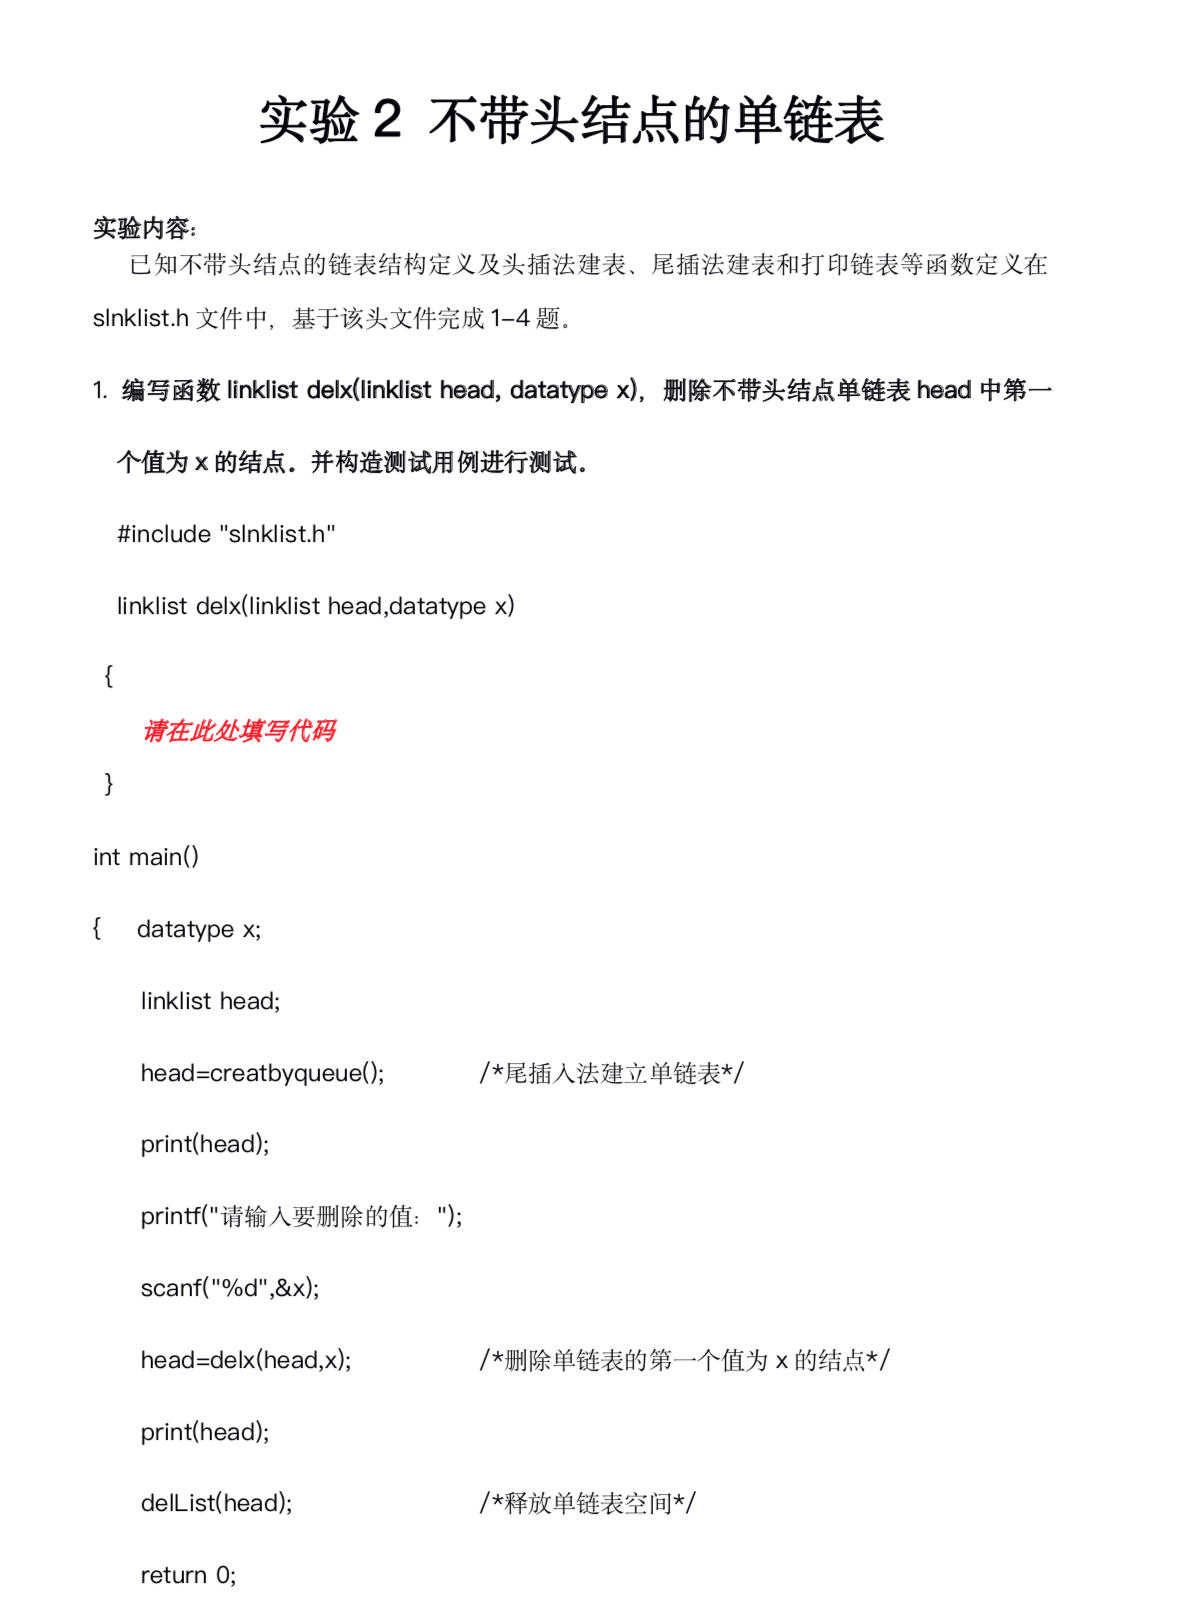 实验 2 不带头结点的单链表
实验内容：
已知不带头结点的链表结构定义及头插法建表、尾插法建表和打印链表等函数定义在
slnklist.h 文件中，基于该头文件完成 1-4 题。
1. 编写函数 linklist delx(linklist head, datatype x)，删除不带头结点单链表 head 中第一
个值为 x 的结点。并构造测试用例进行测试。
#include "slnklist.h"
linklist delx(linklist head,datatype x)
{
请在此处填写代码
}
int main()
{ datatype x;
linklist head;
head=creatbyqueue(); /*尾插入法建立单链表*/
print(head);
printf("请输入要删除的值：");
scanf("%d",&x);
head=delx(head,x); /*删除单链表的第一个值为 x 的结点*/
print(head);
delList(head); /*释放单链表空间*/
return 0;